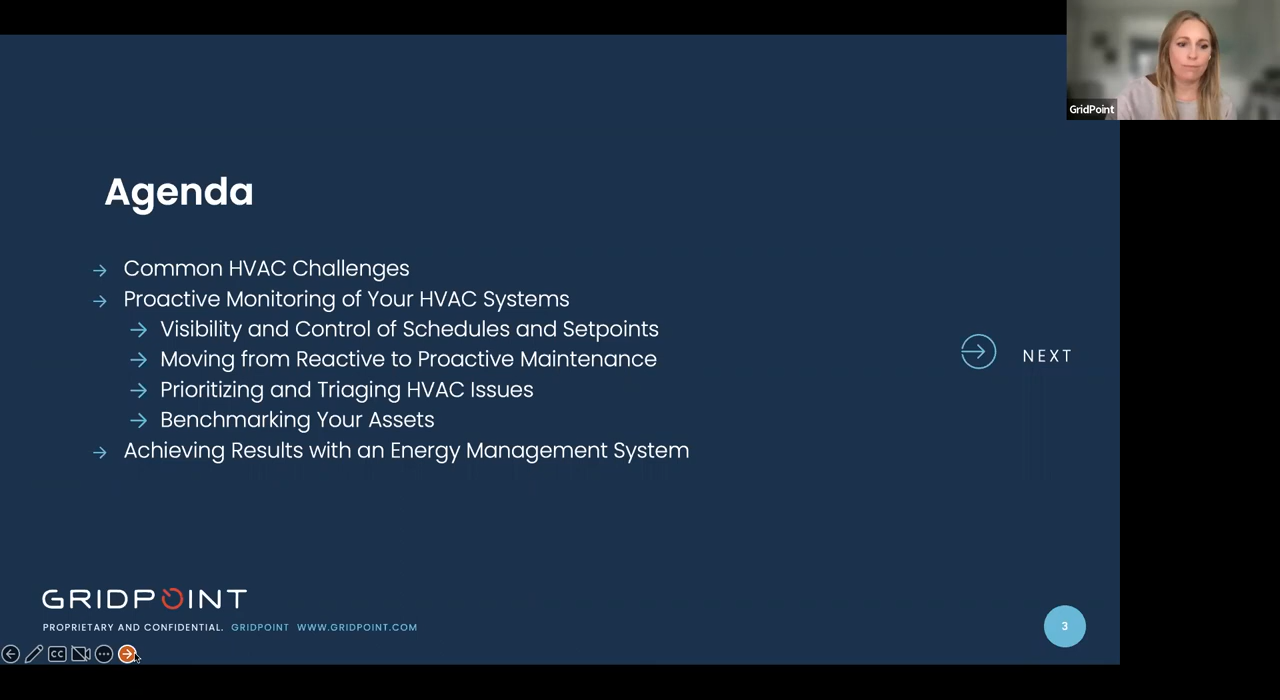 GridPoint
Agenda
Common HVAC Challenges
Proactive Monitoring of Your HVAC Systems
Visibility and Control of Schedules and Setpoints
Moving from Reactive to Proactive Maintenance
Prioritizing and Triaging HVAC Issues
Benchmarking Your Assets
Achieving Results with an Energy Management System
NEXT
GRIDPOINT
PROPRIETARY AND CONFIDENTIAL. GRIDPOINT WWW.GRIDPOINT.COM
3
CC